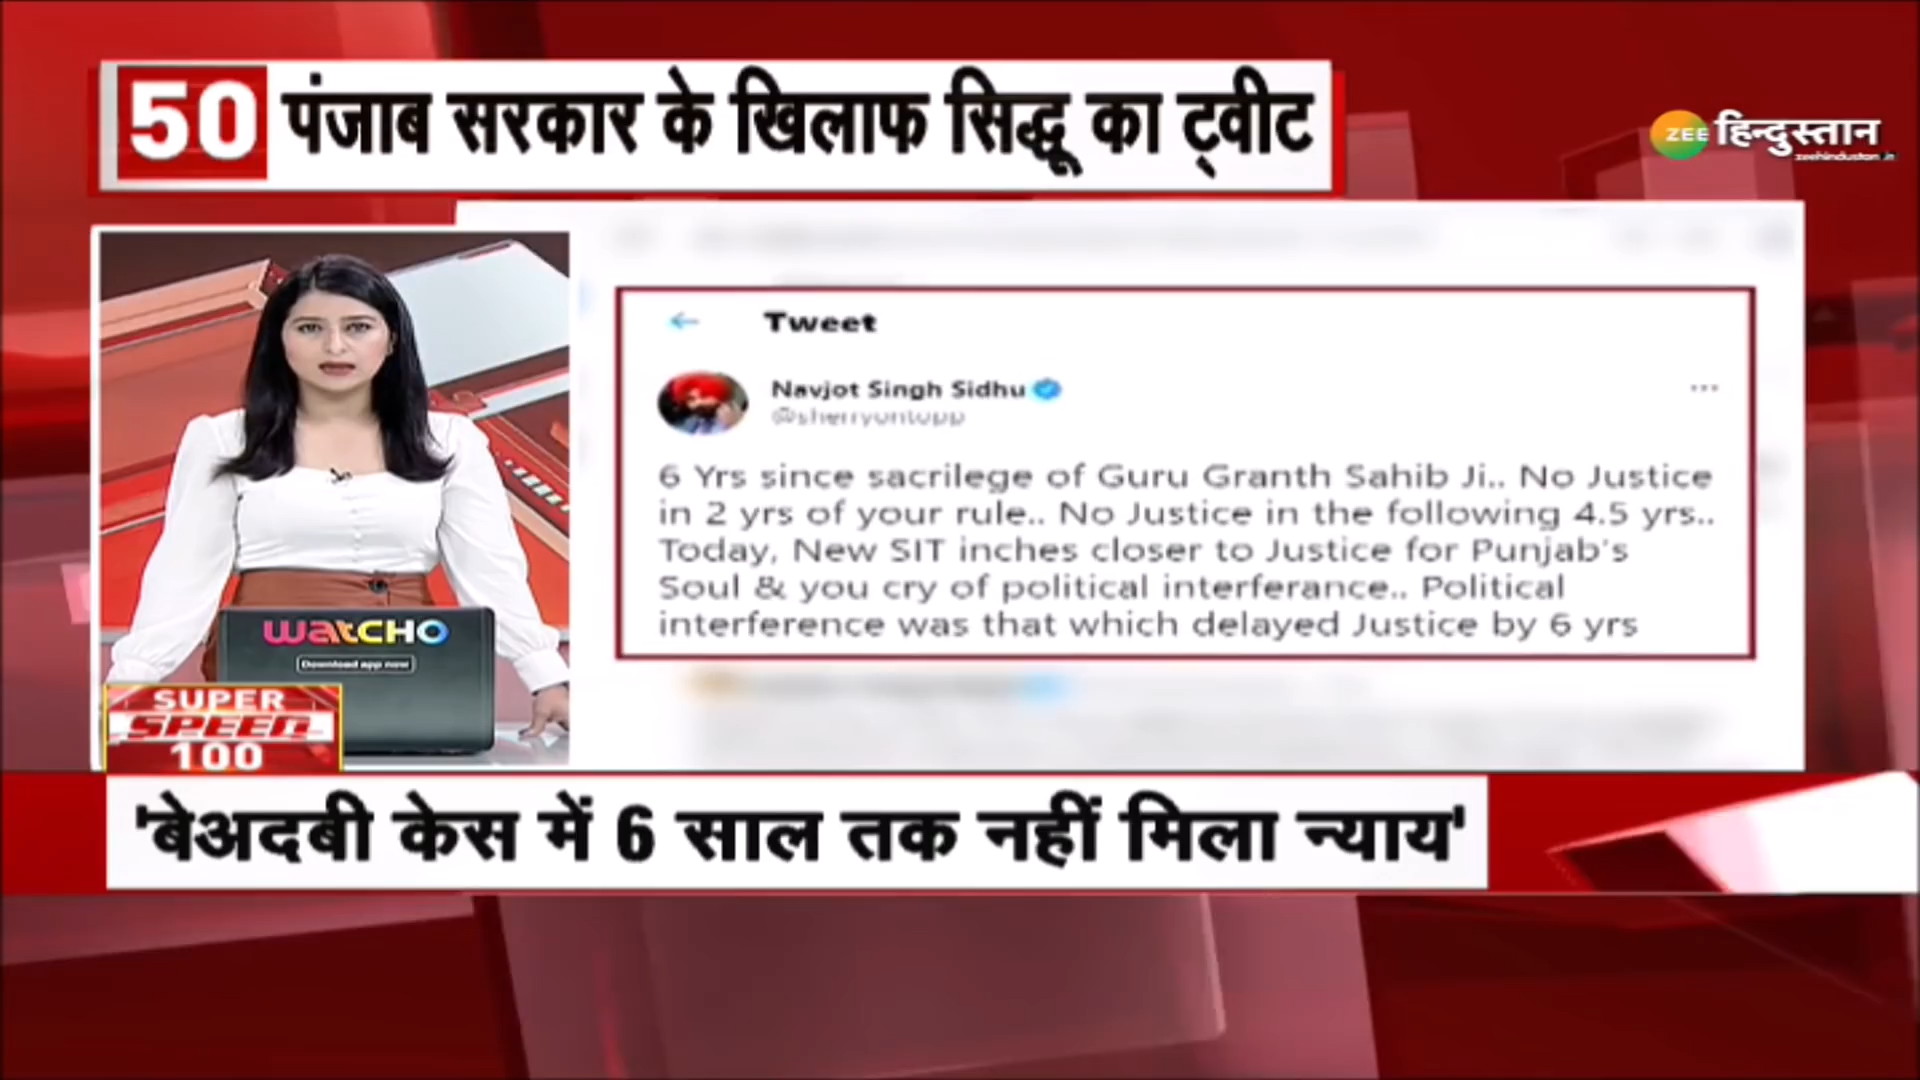 50 पंजाब सरकार के खिलाफ सिद्धू का ट्वीट
ZEE हिन्दुस्तान
zeehindustan.in
Tweet
Navjot Singh Sidhu
@sherryontopp
6 Yrs since sacrilege of Guru Granth Sahib Ji.. No Justice
in 2 yrs of your rule.. No Justice in the following 4.5 yrs..
Today, New SIT inches closer to Justice for Punjab's
Soul & you cry of political interferance.. Political
interference was that which delayed Justice by 6 yrs
WATCHO
Download app now
SUPER
SPEED
100
'बेअदबी केस में 6 साल तक नहीं मिला न्याय'